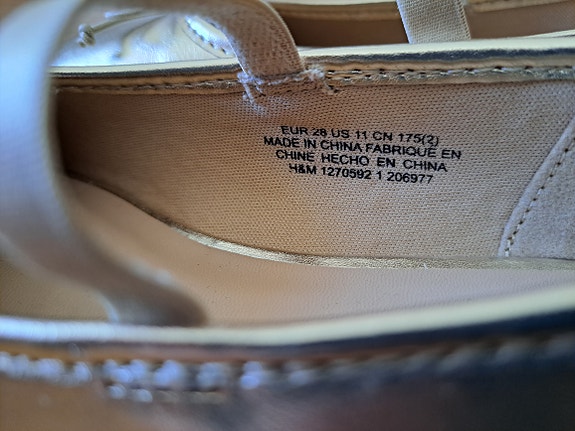 EUR 28 US 11 CN 175(2)
MADE IN CHINA FABRIQUE EN
CHINE HECHO EN CHINA
H&M 1270592 1 206977